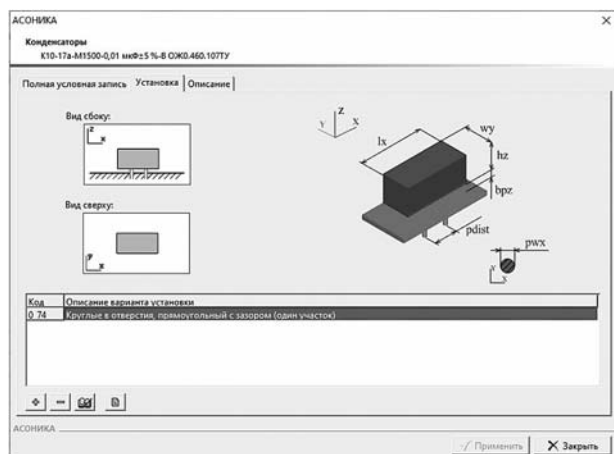 АСОНИКА
Конденсаторы
К10-17а-М1500-0,01 мкФ±5 %-В ОЖ0.460.107ТУ
Полная условная запись Установка Описание
Вид сбоку:
z
x
Вид сверху:
y
x
Z
Y X
lx
wy
hz
bpz
pdist
pwx
x
Код Описание варианта установки
0 74 Круглые в отверстия, прямоугольный с зазором (один участок)
АСОНИКА
Применить Закрыть